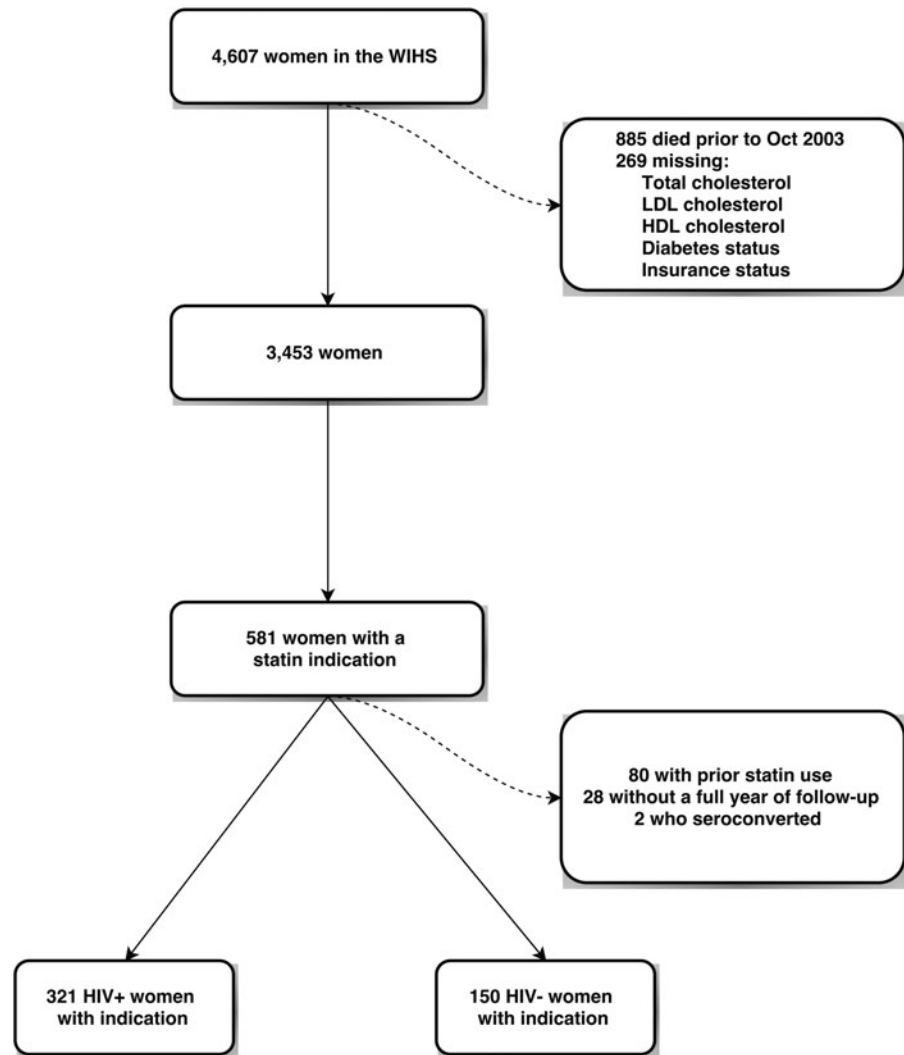 4,607 women in the WIHS
885 died prior to Oct 2003
269 missing:
Total cholesterol
LDL cholesterol
HDL cholesterol
Diabetes status
Insurance status
3,453 women
581 women with a
statin indication
80 with prior statin use
28 without a full year of follow-up
2 who seroconverted
321 HIV+ women
with indication
150 HIV- women
with indication